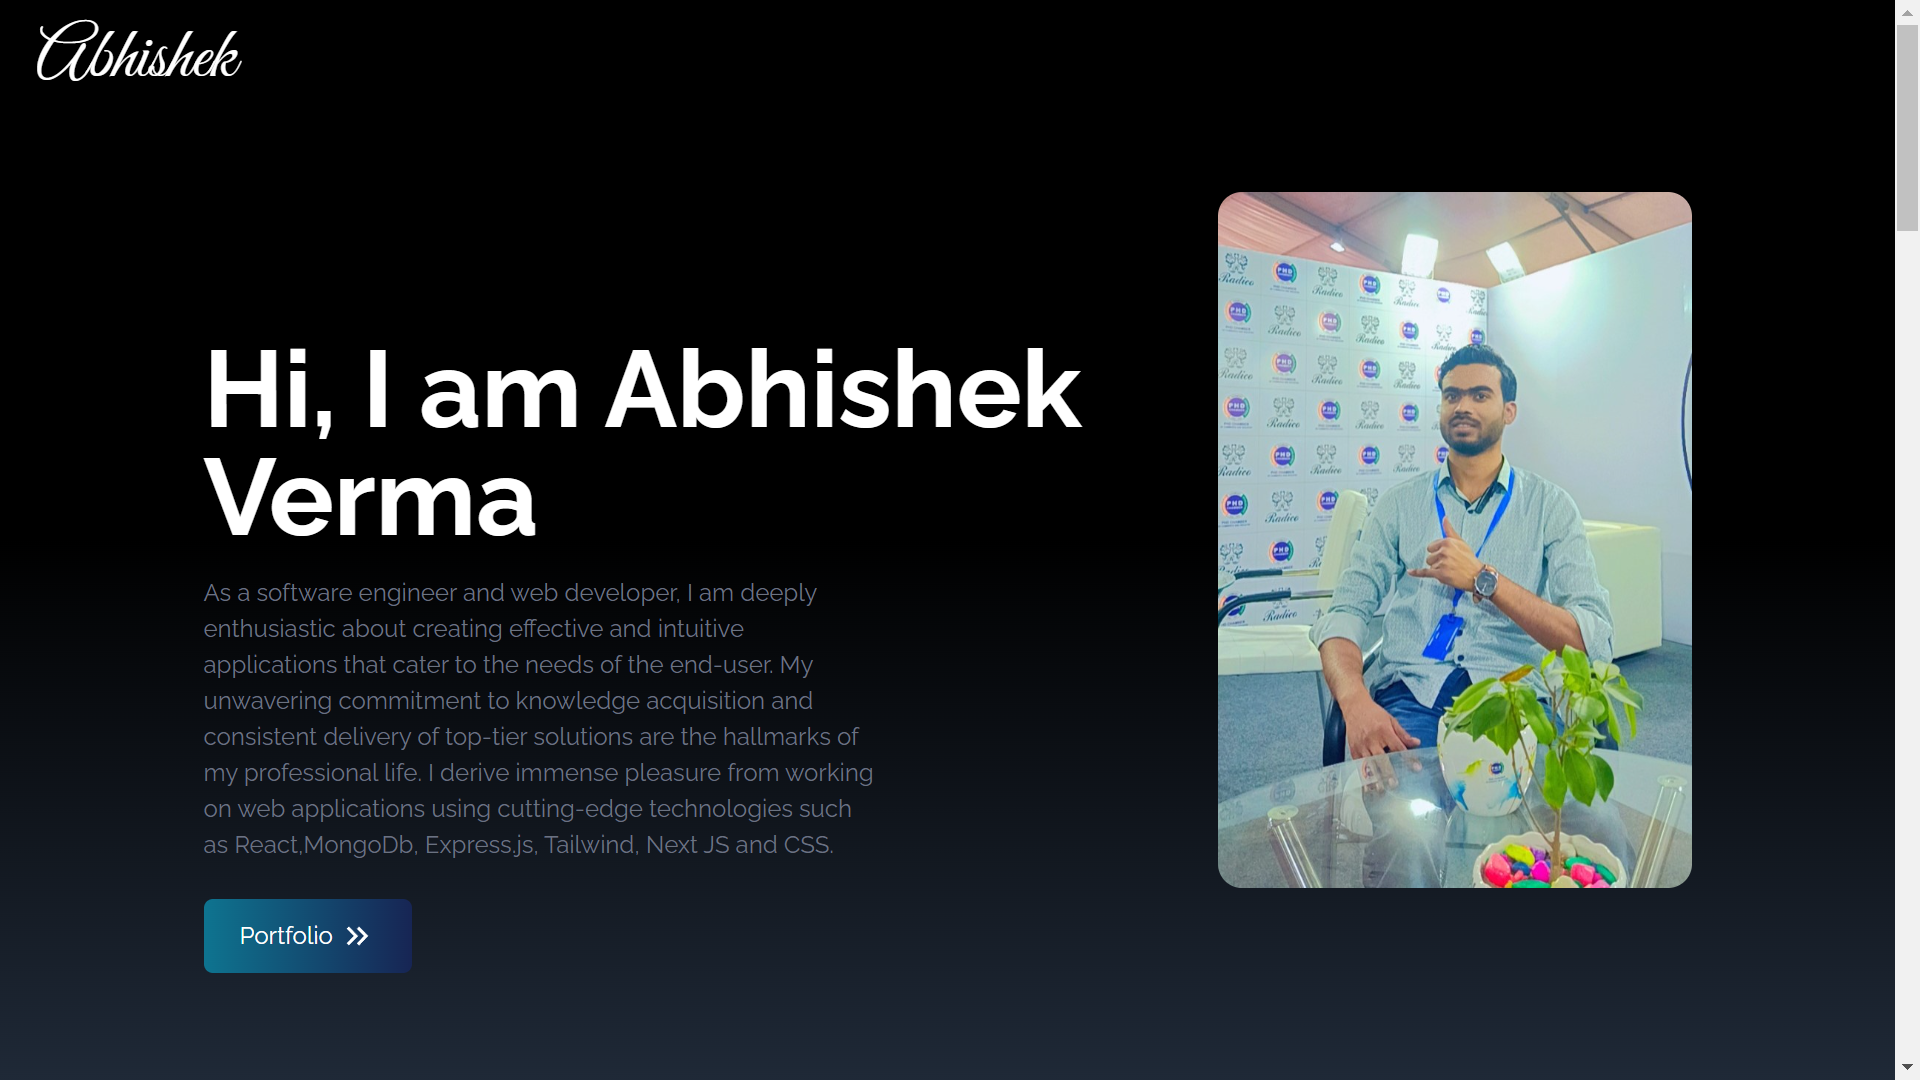 Abhishek
Hi, I am Abhishek
Verma
As a software engineer and web developer, I am deeply
enthusiastic about creating effective and intuitive
applications that cater to the needs of the end-user. My
unwavering commitment to knowledge acquisition and
consistent delivery of top-tier solutions are the hallmarks of
my professional life. I derive immense pleasure from working
on web applications using cutting-edge technologies such
as React,MongoDb, Express.js, Tailwind, Next JS and CSS.
Portfolio
Radico
PHD